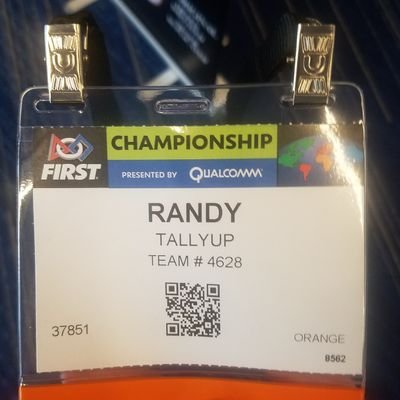 CHAMPIONSHIP
FIRST
PRESENTED BY QUALCOMM
RANDY
TALLYUP
TEAM # 4628
37851
ORANGE
8562